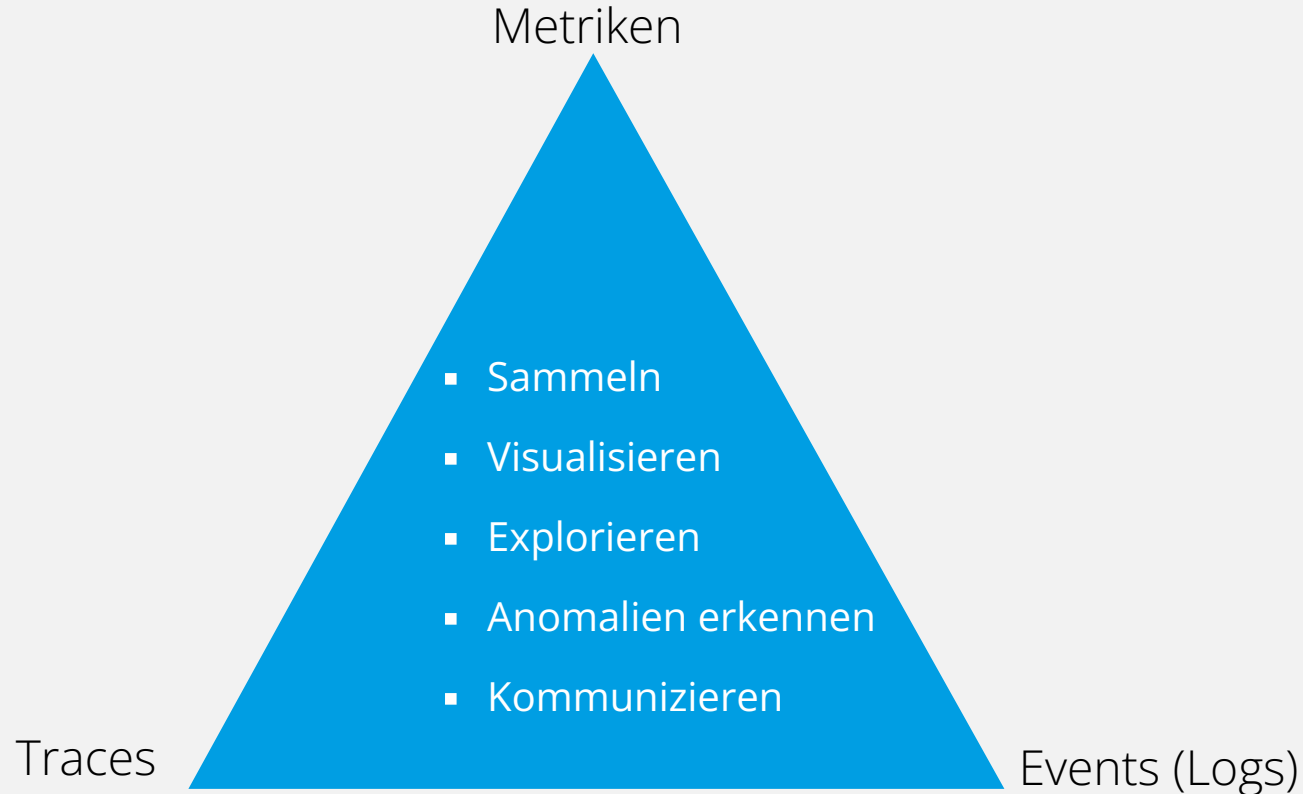 Metriken
▪ Sammeln
▪ Visualisieren
▪ Explorieren
▪ Anomalien erkennen
▪ Kommunizieren
Traces
Events (Logs)